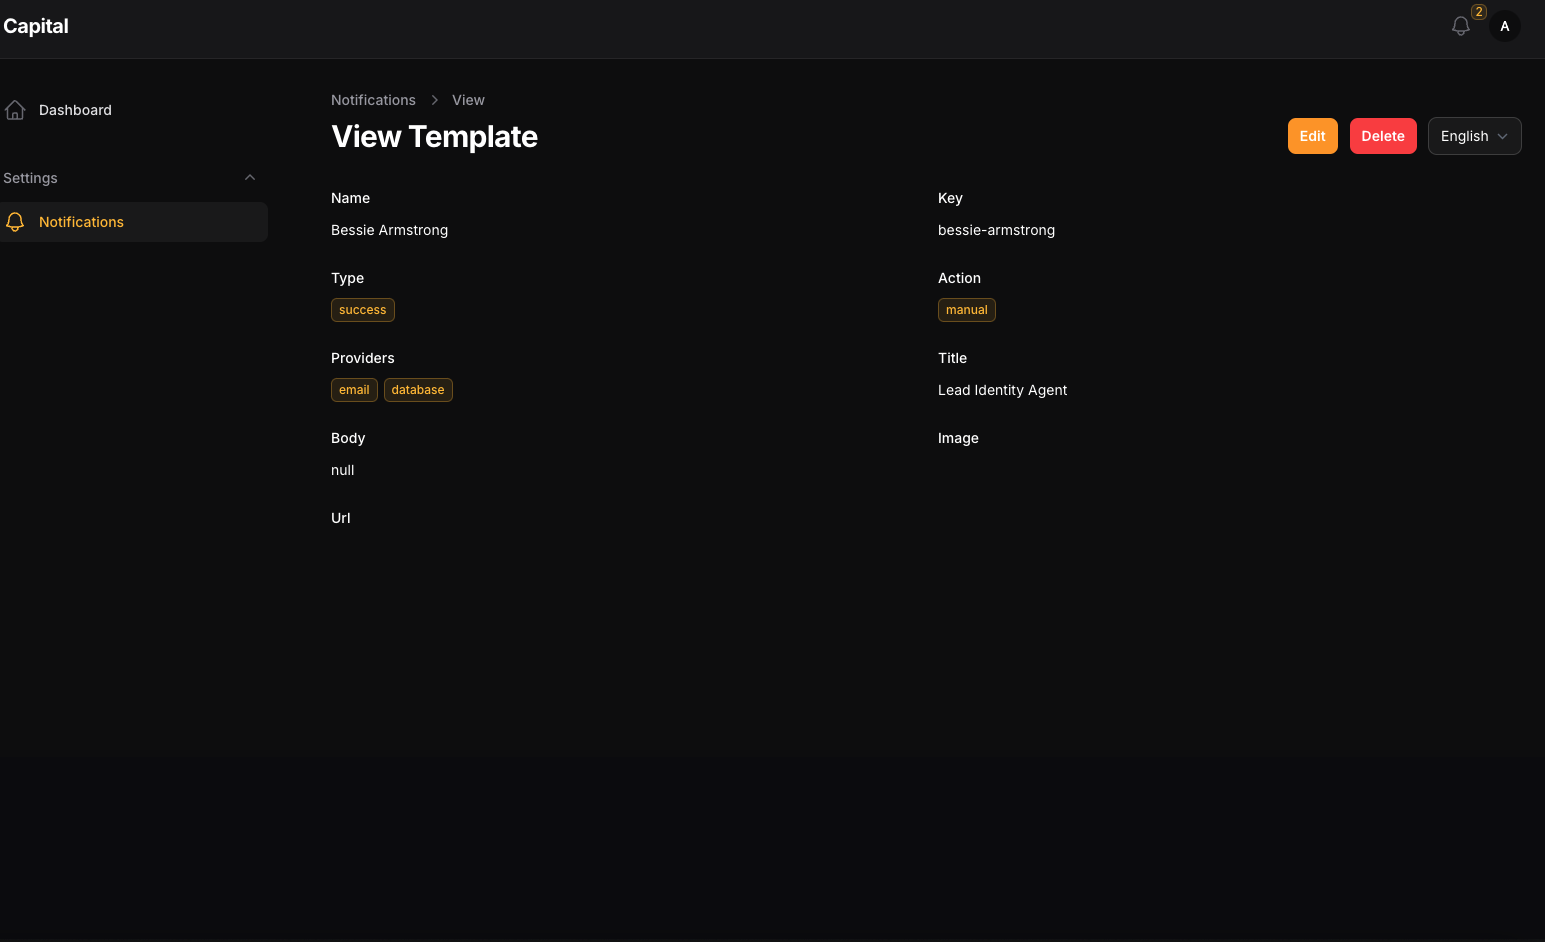 Capital
2
A
Dashboard
Settings
Notifications
Notifications View
View Template
Edit
Delete
English
Name
Bessie Armstrong
Key
bessie-armstrong
Type
success
Action
manual
Providers
email database
Title
Lead Identity Agent
Body
null
Image
Url